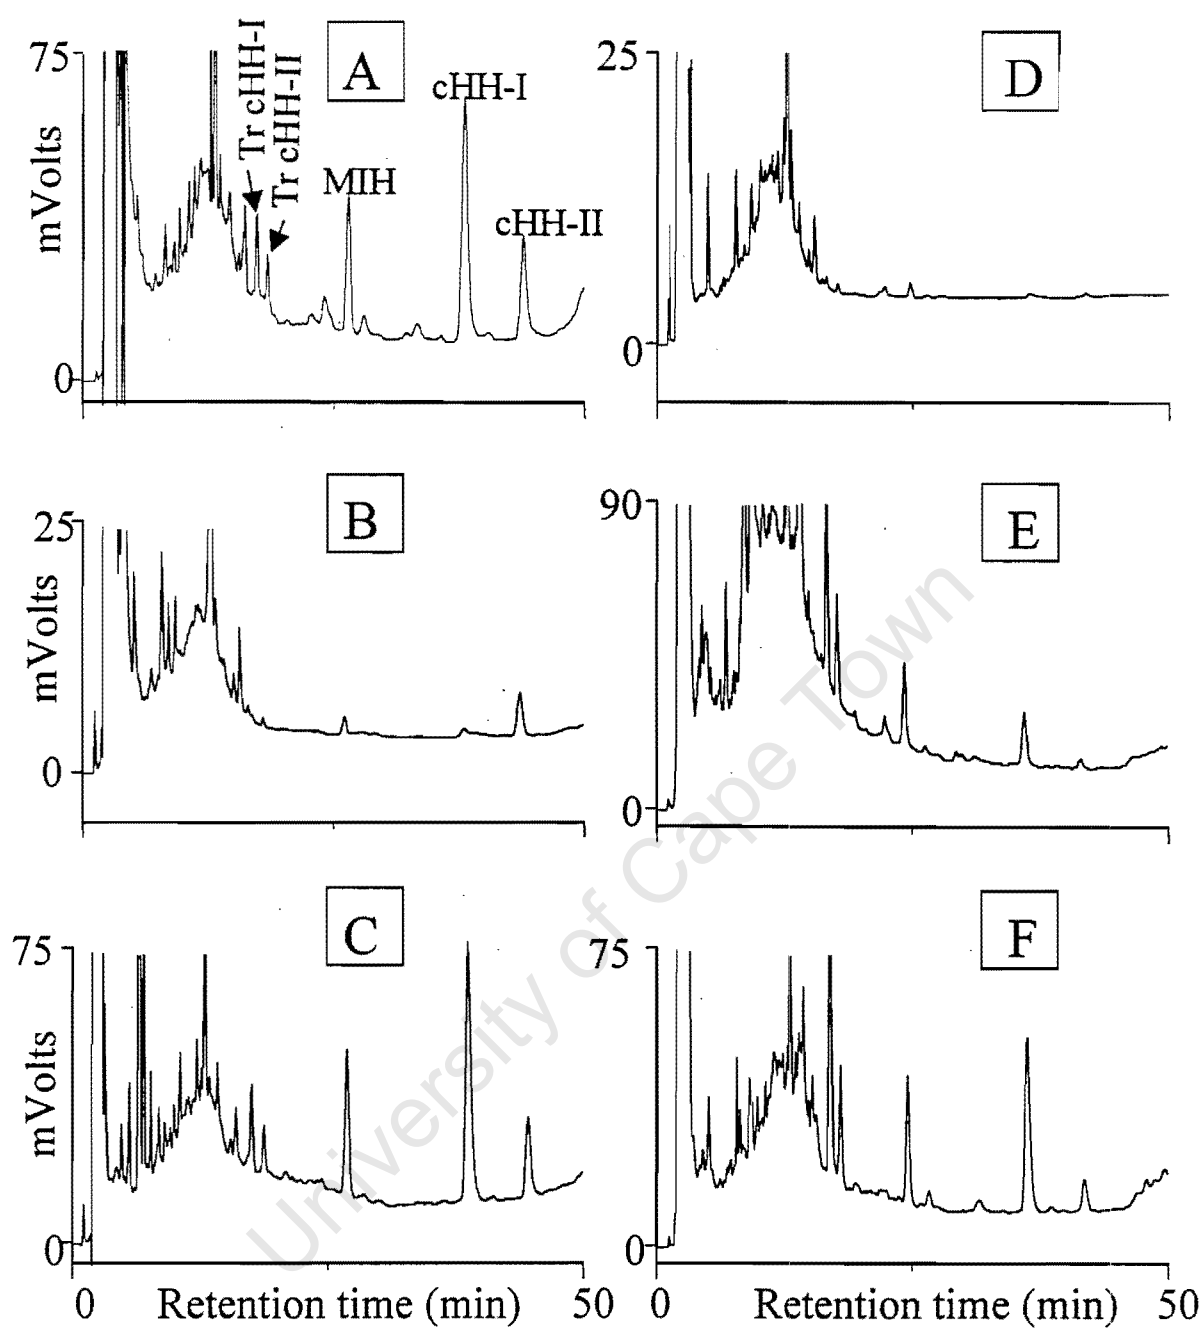 75
mVolts
0
Tr cHH-I
Tr cHH-II
MIH
cHH-I
cHH-II
A
25
0
D
25
mVolts
0
B
90
0
E
75
mVolts
0
C
0 Retention time (min) 50
75
0
F
0 Retention time (min) 50
University of Cape Town